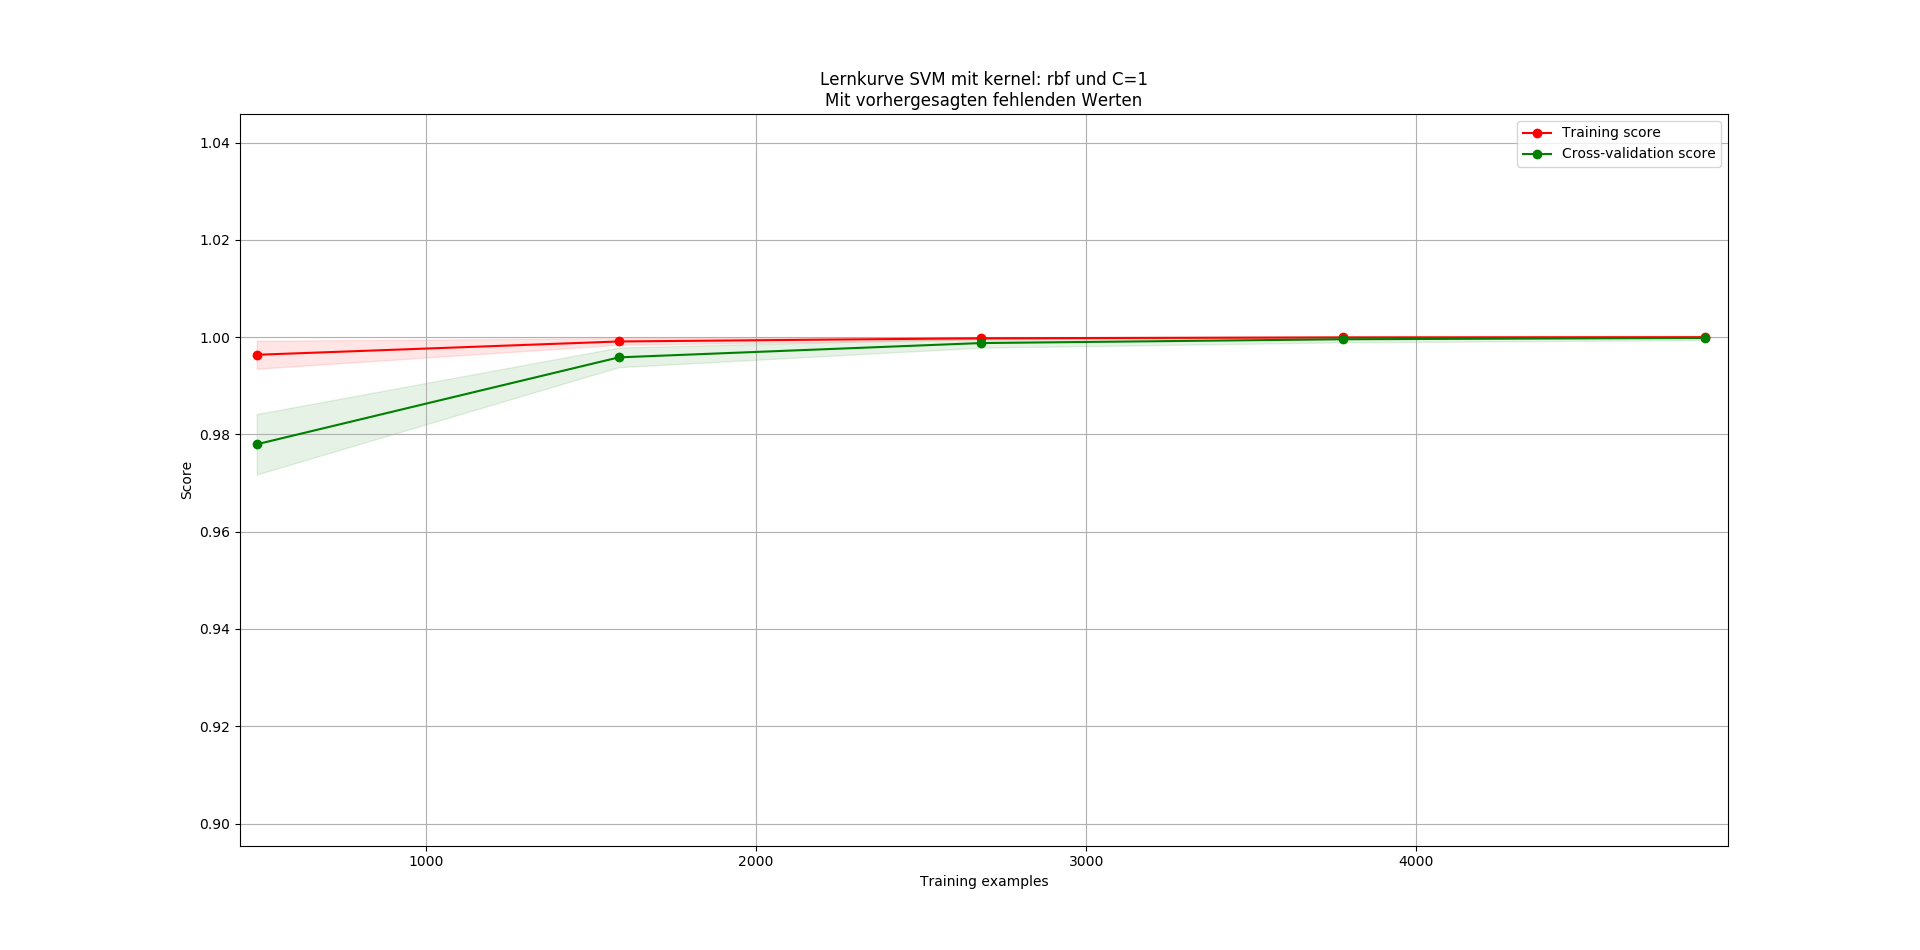 Lernkurve SVM mit kernel: rbf und C=1
Mit vorhergesagten fehlenden Werten
Training score
Cross-validation score
1.04
1.02
1.00
0.98
0.96
0.94
0.92
0.90
Score
1000
2000
3000
4000
Training examples